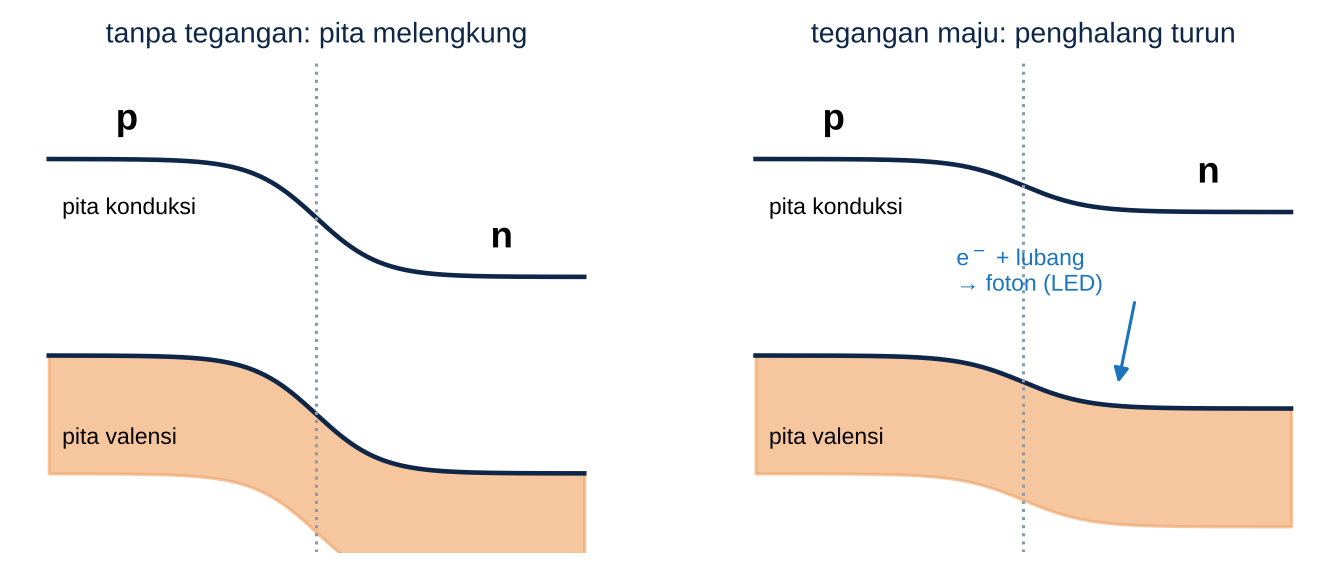 tanpa tegangan: pita melengkung
p
pita konduksi
n
pita valensi
tegangan maju: penghalang turun
p
n
pita konduksi
e⁻ + lubang
→ foton (LED)
pita valensi